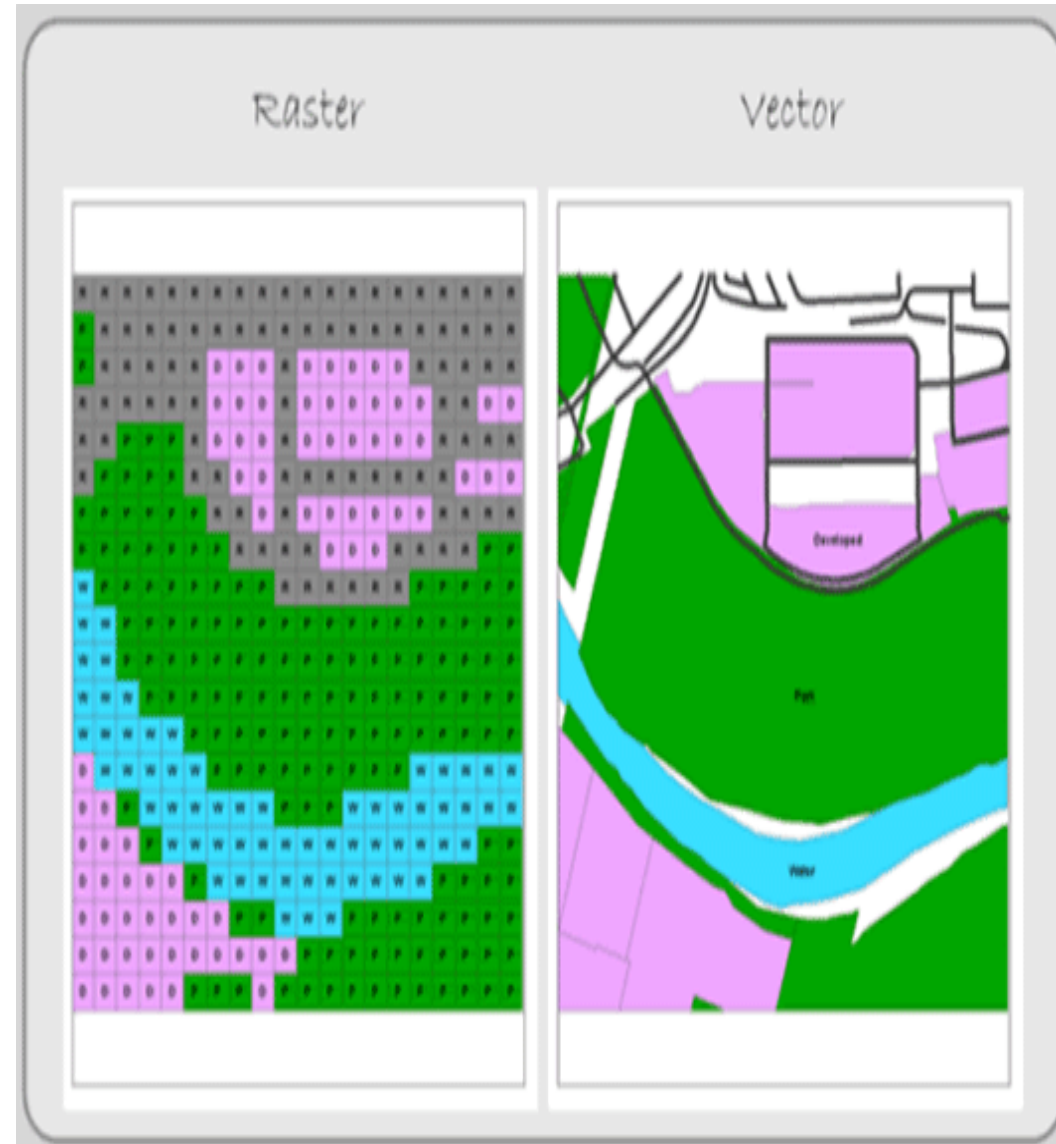 Raster
R R R R R R R R R R R R R R R R R R R R
P R R R R R R R R R R R R R R R R R R R
P R R R R R D D D R D D D D D R R R R R
R R R R R R D D D R D D D D D D R R D D
R R P P P R D D D R D D D D D D R R R R
R P P P P R R D D R R R R R R R R D D D
P P P P P P R R D R D D D D D D R R R R
P P P P P P P R R R R D D D R R R R P P
W P P P P P P P P R R R R R R P P P P P
W W P P P P P P P P P P P P P P P P P P
W W P P P P P P P P P P P P P P P P P P
W W W P P P P P P P P P P P P P P P P P
W W W W W P P P P P P P P P P P P P P P
D W W W W W P P P P P P P P P W W W W W
D D P W W W W W W P P P W W W W W W W W
D D D P W W W W W W W W W W W W W W P P
D D D D D P W W W W W W W W W W P P P P
D D D D D D D P P W W W P P P P P P P P
D D D D D D D D D D P P P P P P P P P P
D D D D D P P P D P P P P P P P P P P P
Vector
Developed
Park
Water